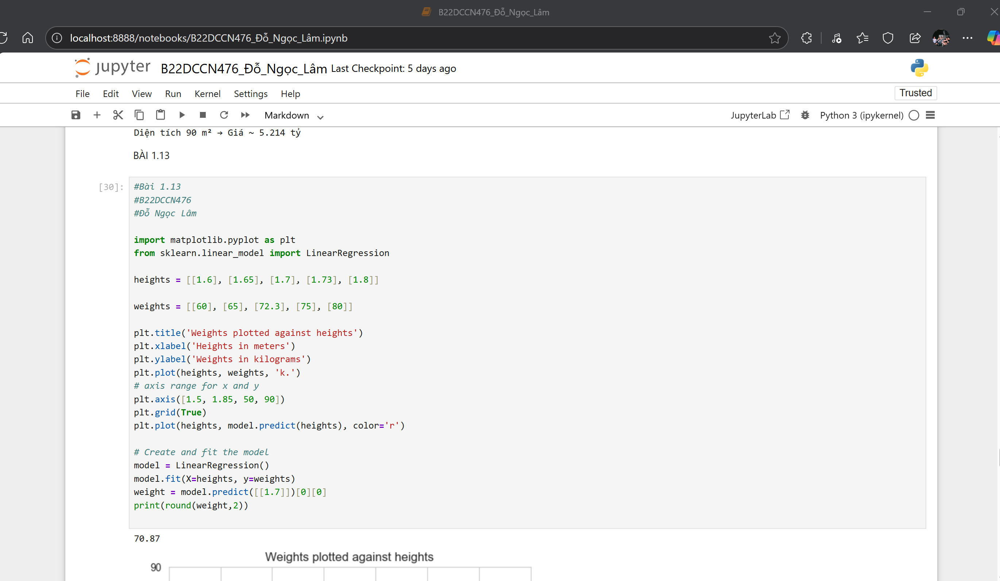 B22DCCN476_Đỗ_Ngọc_Lâm
localhost:8888/notebooks/B22DCCN476_Đỗ_Ngọc_Lâm.ipynb
jupyter B22DCCN476_Đỗ_Ngọc_Lâm Last Checkpoint: 5 days ago
File Edit View Run Kernel Settings Help Trusted
Markdown JupyterLab Python 3 (ipykernel)
Diện tích 90 m² → Giá ~ 5.214 tỷ
BÀI 1.13
[30]: #Bài 1.13
#B22DCCN476
#Đỗ Ngọc Lâm
import matplotlib.pyplot as plt
from sklearn.linear_model import LinearRegression
heights = [[1.6], [1.65], [1.7], [1.73], [1.8]]
weights = [[60], [65], [72.3], [75], [80]]
plt.title('Weights plotted against heights')
plt.xlabel('Heights in meters')
plt.ylabel('Weights in kilograms')
plt.plot(heights, weights, 'k.')
# axis range for x and y
plt.axis([1.5, 1.85, 50, 90])
plt.grid(True)
plt.plot(heights, model.predict(heights), color='r')
# Create and fit the model
model = LinearRegression()
model.fit(X=heights, y=weights)
weight = model.predict([[1.7]])[0][0]
print(round(weight,2))
70.87
Weights plotted against heights
90